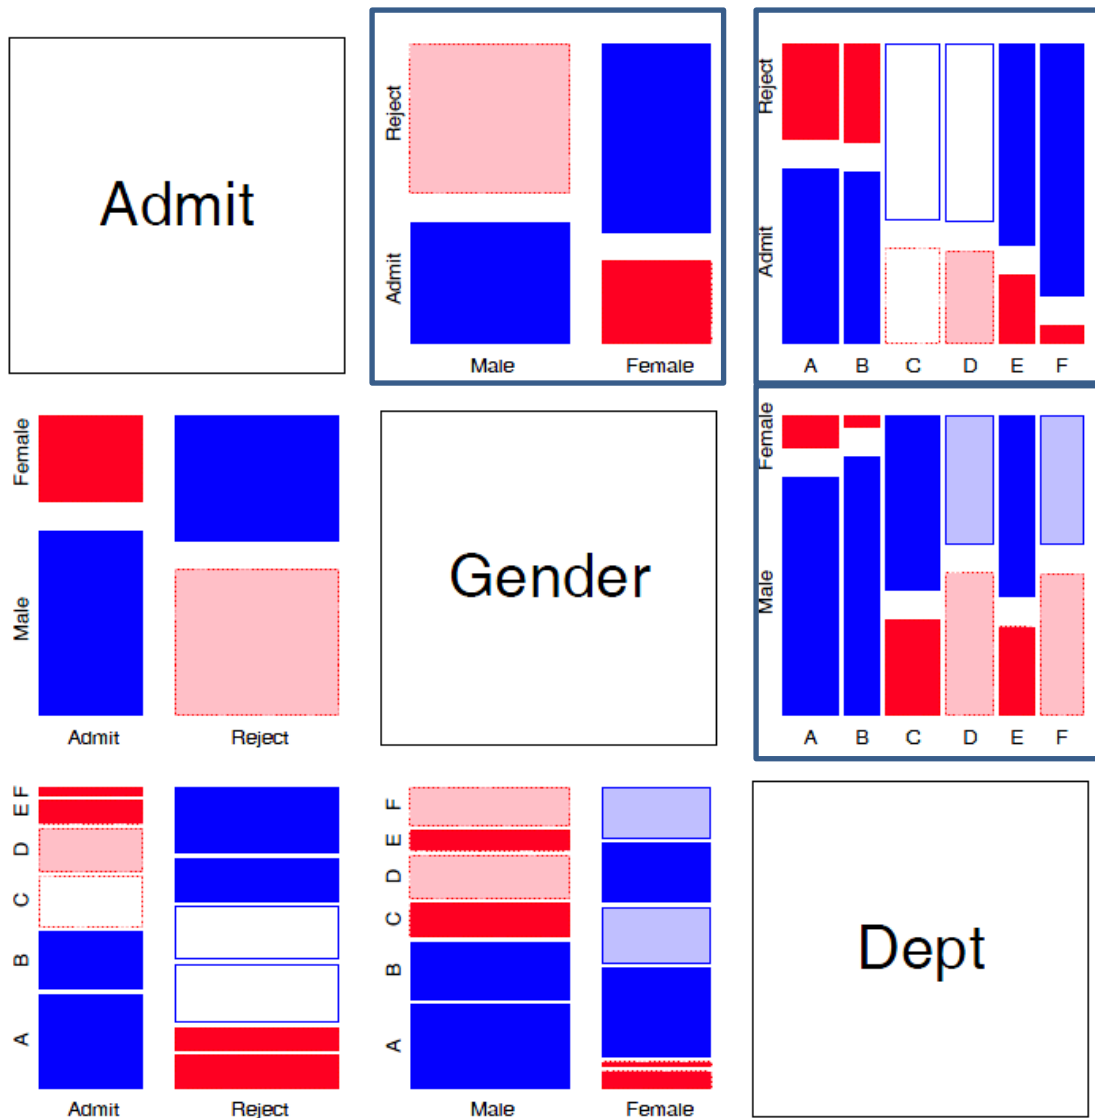 Admit
Reject
Admit
Male Female
Reject
Admit
A B C D E F
Female
Male
Admit Reject
Gender
Female
Male
A B C D E F
F
E
D
C
B
A
Admit Reject
F
E
D
C
B
A
Male Female
Dept